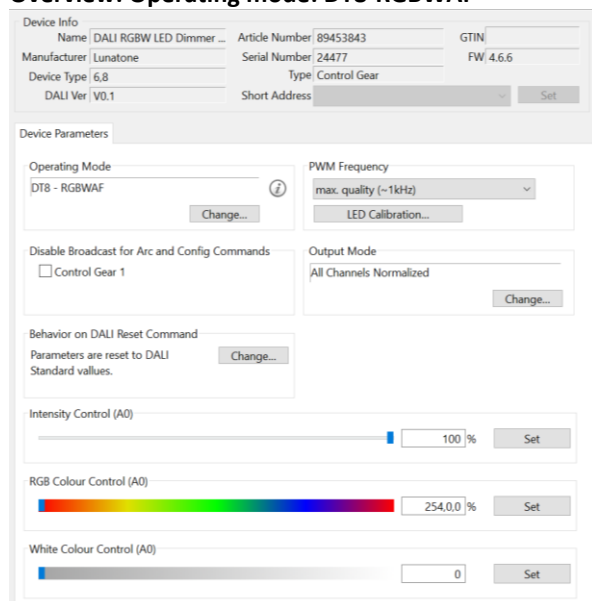 Overview: Operating Mode: DT8-RGBWAF
Device Info
Name DALI RGBW LED Dimmer ... Article Number 89453843 GTIN
Manufacturer Lunatone Serial Number 24477 FW 4.6.6
Device Type 6,8 Type Control Gear
DALI Ver V0.1 Short Address Set
Device Parameters
Operating Mode PWM Frequency
DT8 - RGBWAF i max. quality (~1kHz)
Change... LED Calibration...
Disable Broadcast for Arc and Config Commands Output Mode
Control Gear 1 All Channels Normalized
Change...
Behavior on DALI Reset Command
Parameters are reset to DALI Change...
Standard vallues.
Intensity Control (A0)
100 % Set
RGB Colour Control (A0)
254,0,0 % Set
White Colour Control (A0)
0 Set